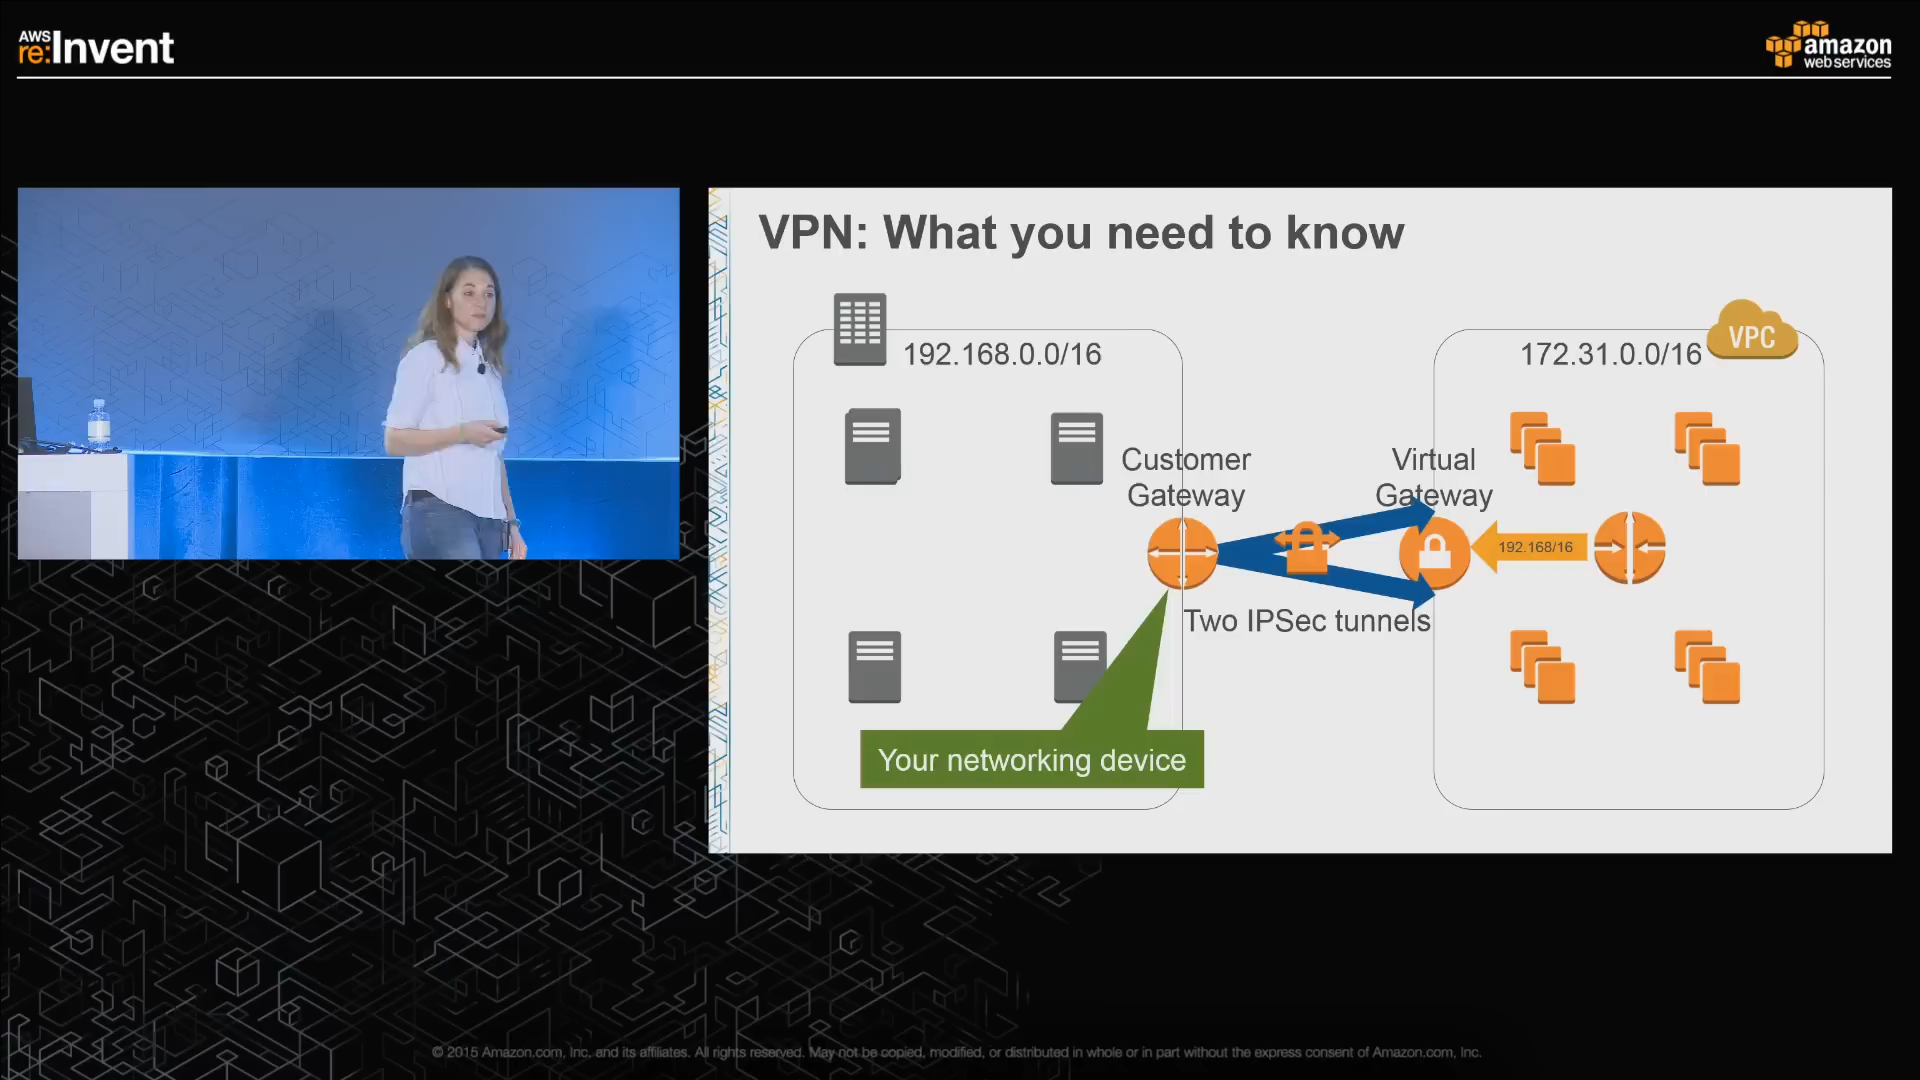 AWS
re:Invent
amazon
web services
VPN: What you need to know
192.168.0.0/16
172.31.0.0/16
VPC
Customer
Gateway
Virtual
Gateway
192.168/16
Two IPSec tunnels
Your networking device
© 2015 Amazon.com, Inc. and its affiliates. All rights reserved. May not be copied, modified, or distributed in whole or in part without the express consent of Amazon.com, Inc.